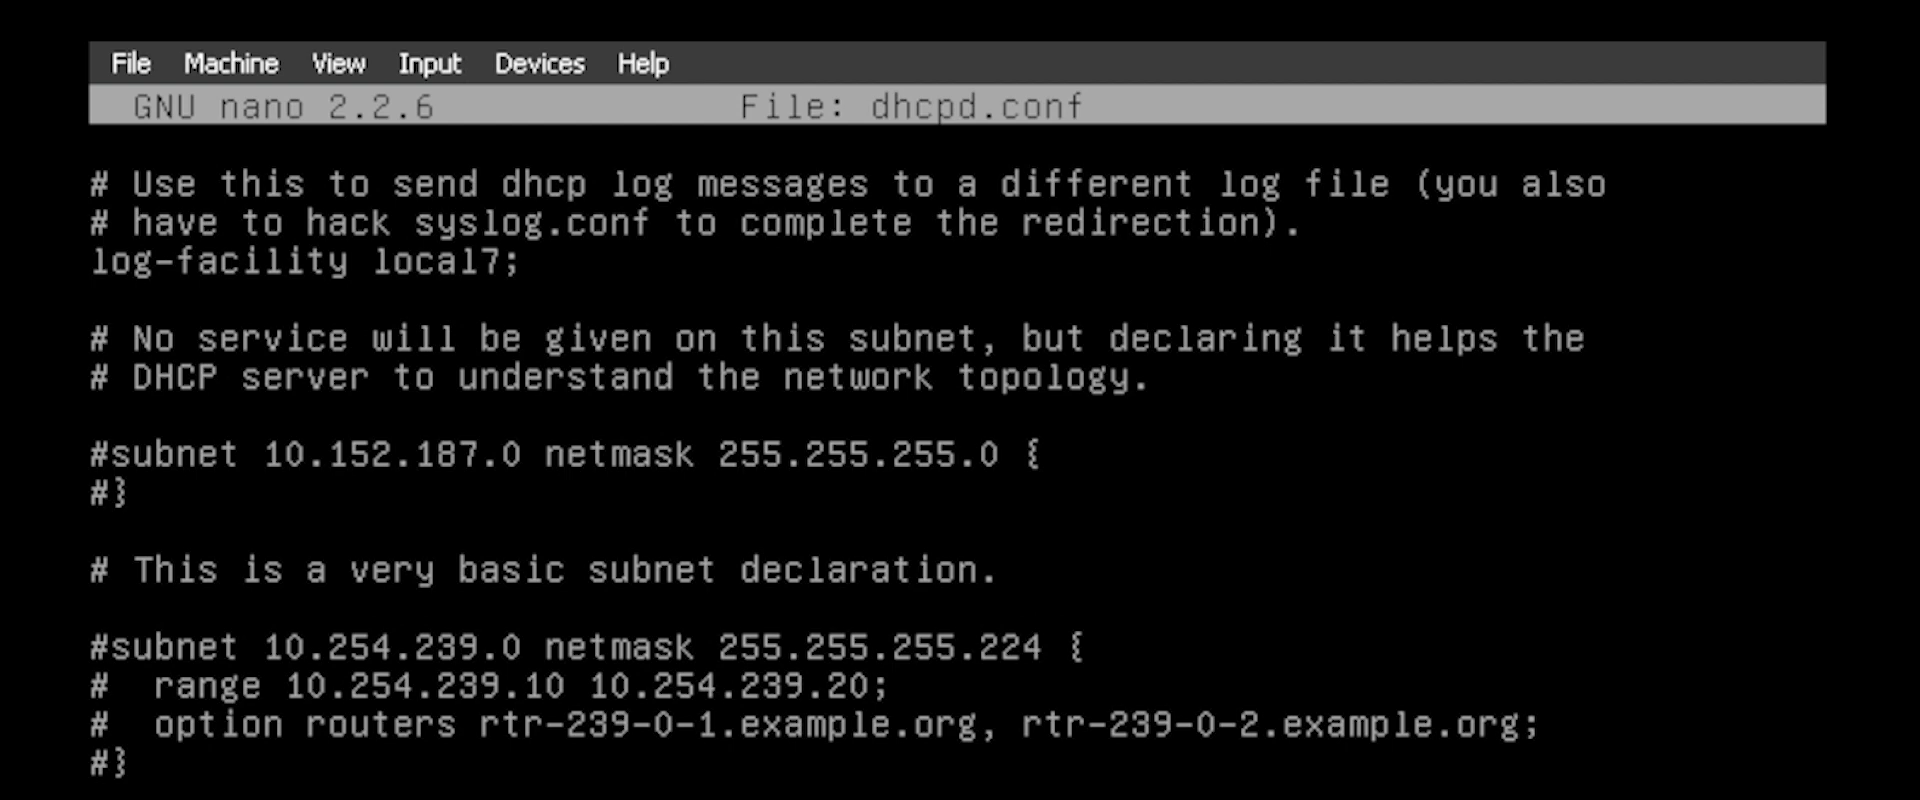 File Machine View Input Devices Help
GNU nano 2.2.6 File: dhcpd.conf
# Use this to send dhcp log messages to a different log file (you also
# have to hack syslog.conf to complete the redirection).
log-facility local7;
# No service will be given on this subnet, but declaring it helps the
# DHCP server to understand the network topology.
#subnet 10.152.187.0 netmask 255.255.255.0 {
#}
# This is a very basic subnet declaration.
#subnet 10.254.239.0 netmask 255.255.255.224 {
#  range 10.254.239.10 10.254.239.20;
#  option routers rtr-239-0-1.example.org, rtr-239-0-2.example.org;
#}